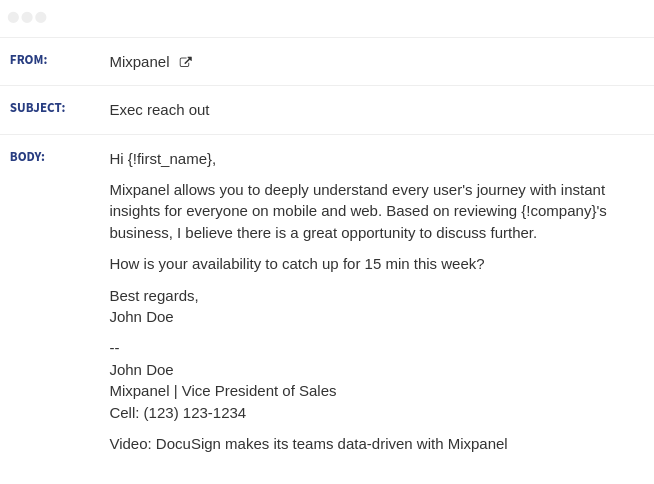 FROM: Mixpanel
SUBJECT: Exec reach out
BODY: Hi {!first_name},
Mixpanel allows you to deeply understand every user's journey with instant
insights for everyone on mobile and web. Based on reviewing {!company}'s
business, I believe there is a great opportunity to discuss further.
How is your availability to catch up for 15 min this week?
Best regards,
John Doe
--
John Doe
Mixpanel | Vice President of Sales
Cell: (123) 123-1234
Video: DocuSign makes its teams data-driven with Mixpanel